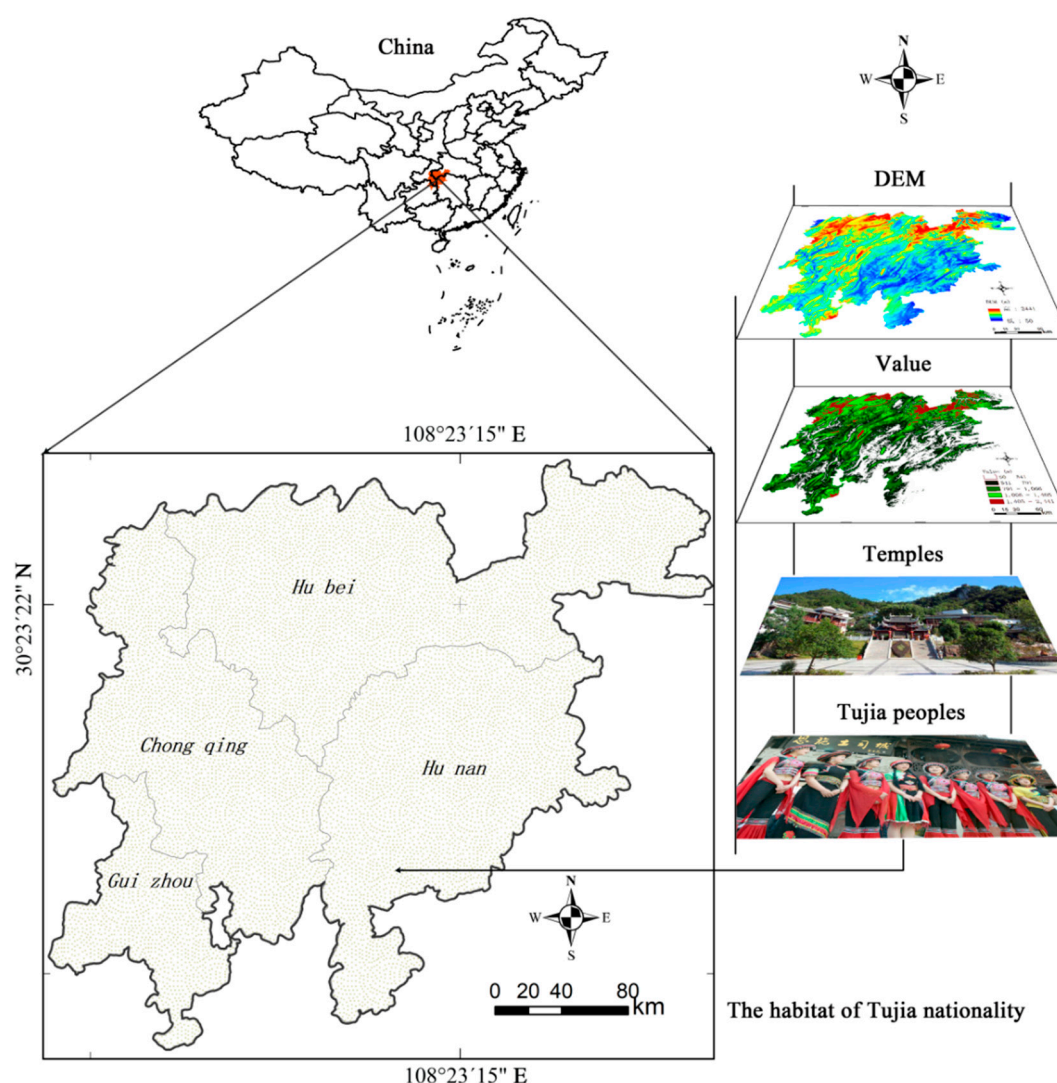 China
N
W E
S
DEM
Value
Temples
Tujia peoples
108°23´15" E
30°23´22" N
Hu bei
Chong qing
Hu nan
Gui zhou
N
W E
S
0 20 40 80
km
The habitat of Tujia nationality
108°23´15" E